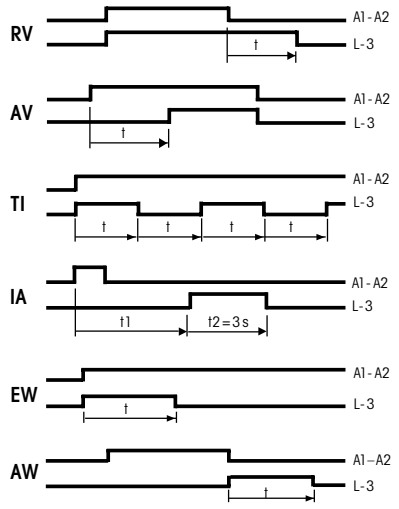 RV
A1-A2
L-3
t
AV
A1-A2
L-3
t
TI
A1-A2
L-3
t t t t
IA
A1-A2
L-3
t1 t2=3s
EW
A1-A2
L-3
t
AW
A1–A2
L-3
t